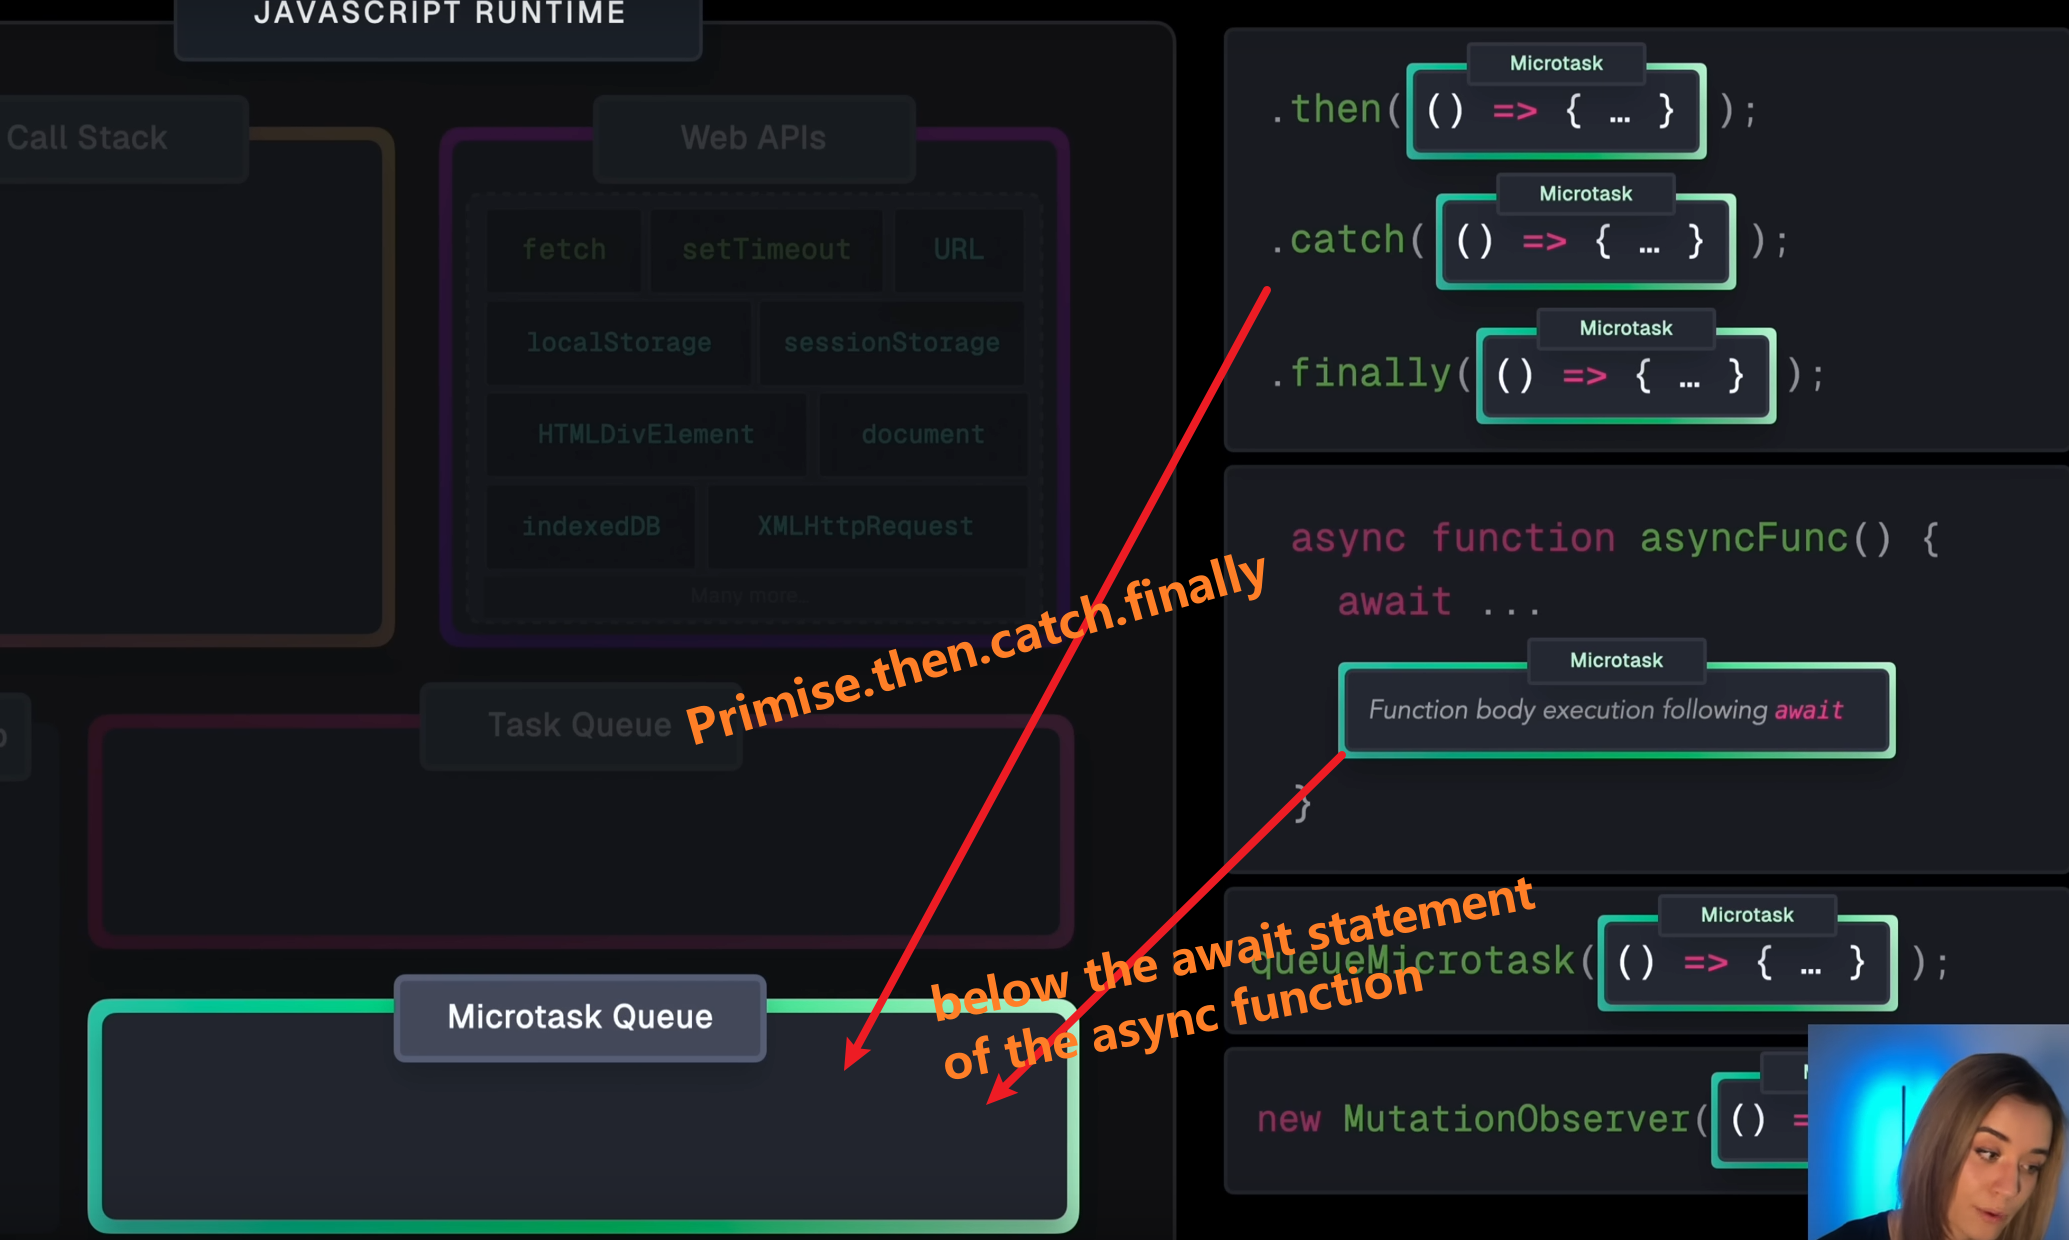 JAVASCRIPT RUNTIME
Call Stack
Web APIs
fetch
setTimeout
URL
localStorage
sessionStorage
HTMLDivElement
document
indexedDB
XMLHttpRequest
Many more...
Task Queue
Microtask Queue
Primise.then.catch.finally
below the await statement
of the async function
Microtask
.then( () => { … } );
Microtask
.catch( () => { … } );
Microtask
.finally( () => { … } );
async function asyncFunc() {
await ...
Microtask
Function body execution following await
}
Microtask
queueMicrotask( () => { … } );
new MutationObserver( () =